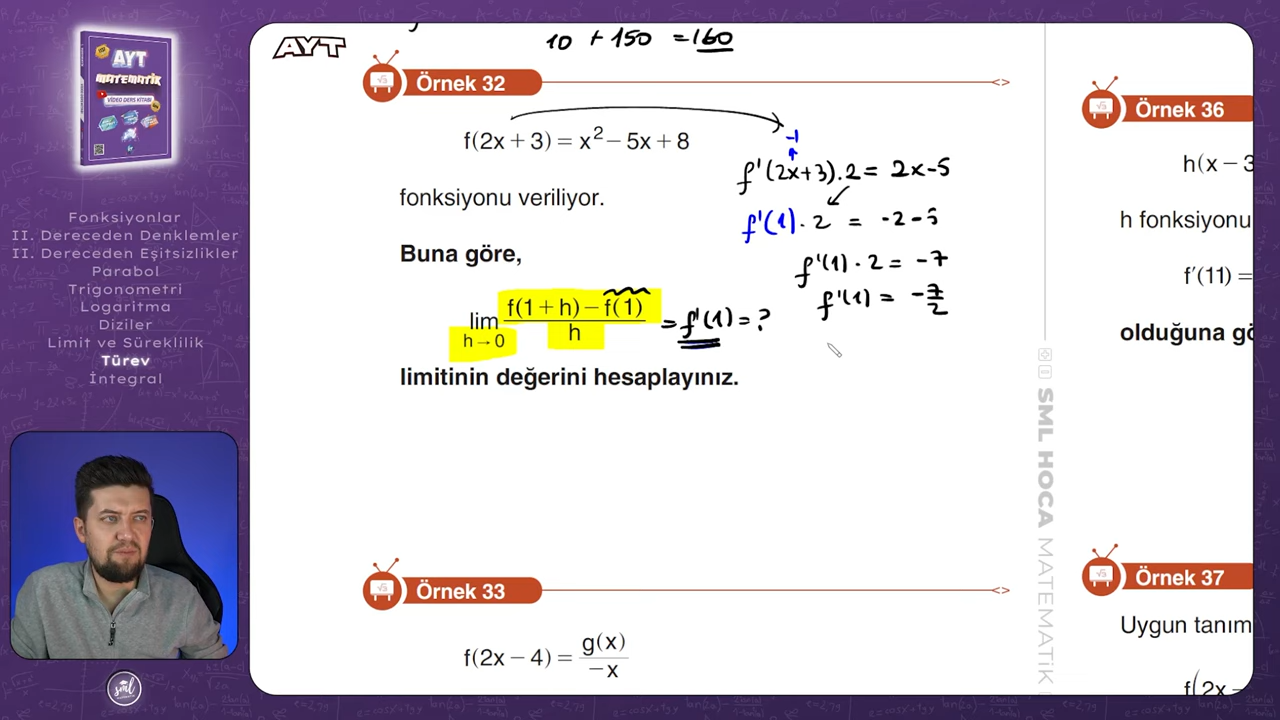 AYT
AYT
MATEMATİK
VİDEO DERS KİTABI
Fonksiyonlar
II. Dereceden Denklemler
II. Dereceden Eşitsizlikler
Parabol
Trigonometri
Logaritma
Diziler
Limit ve Süreklilik
Türev
İntegral
sml
10 + 150 = 160
Örnek 32
f(2x + 3) = x² − 5x + 8
fonksiyonu veriliyor.
Buna göre,
lim h→0 f(1 + h) − f(1) / h = f'(1) = ?
limitinin değerini hesaplayınız.
-1
f'(2x+3).2 = 2x-5
f'(1).2 = -2-5
f'(1).2 = -7
f'(1) = -7/2
Örnek 33
f(2x − 4) = g(x) / −x
SML HOCA MATEMATİK
Örnek 36
h(x − 3
h fonksiyonu
f′(11) =
olduğuna gö
Örnek 37
Uygun tanım
f(2x −